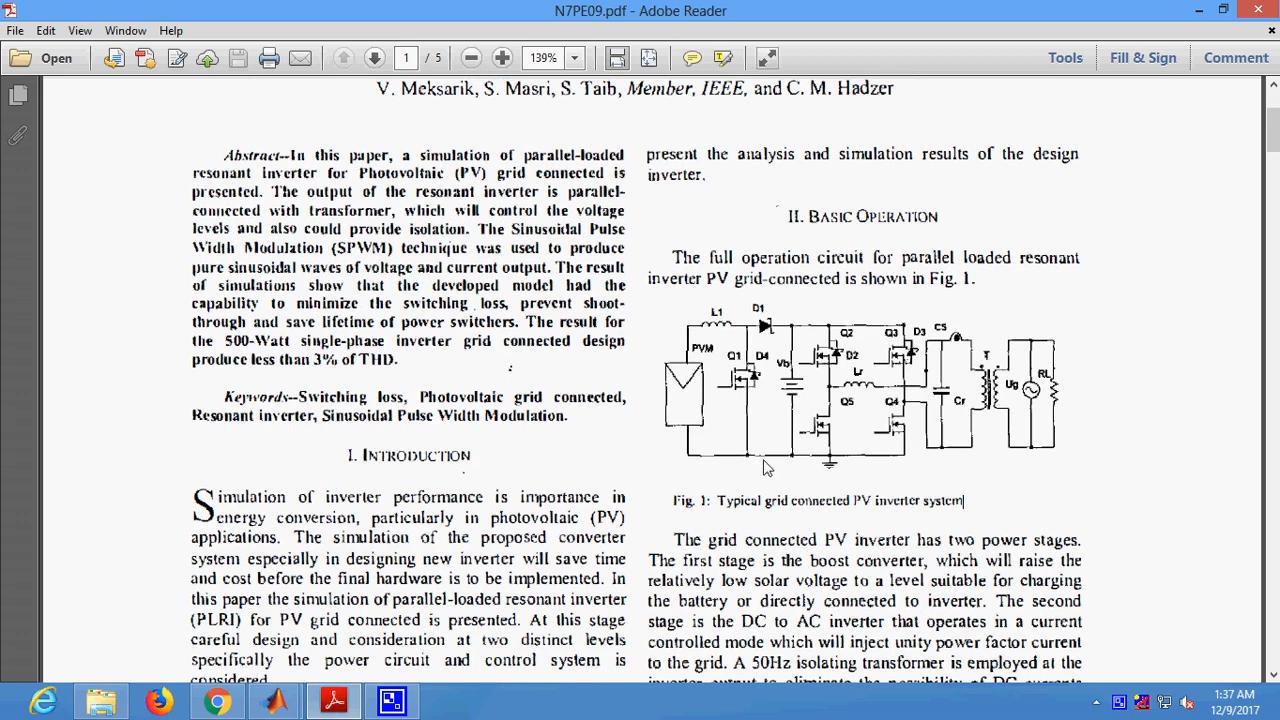 N7PE09.pdf - Adobe Reader
File Edit View Window Help
Open 1 / 5 139% Tools Fill & Sign Comment
V. Meksarik, S. Masri, S. Taib, Member, IEEE, and C. M. Hadzer
Abstract--In this paper, a simulation of parallel-loaded
resonant inverter for Photovoltaic (PV) grid connected is
presented. The output of the resonant inverter is parallel-
connected with transformer, which will control the voltage
levels and also could provide isolation. The Sinusoidal Pulse
Width Modulation (SPWM) technique was used to produce
pure sinusoidal waves of voltage and current output. The result
of simulations show that the developed model had the
capability to minimize the switching loss, prevent shoot-
through and save lifetime of power switchers. The result for
the 500-Watt single-phase inverter grid connected design
produce less than 3% of THD.
Keywords--Switching loss, Photovoltaic grid connected,
Resonant inverter, Sinusoidal Pulse Width Modulation.
I. INTRODUCTION
Simulation of inverter performance is importance in
energy conversion, particularly in photovoltaic (PV)
applications. The simulation of the proposed converter
system especially in designing new inverter will save time
and cost before the final hardware is to be implemented. In
this paper the simulation of parallel-loaded resonant inverter
(PLRI) for PV grid connected is presented. At this stage
careful design and consideration at two distinct levels
specifically the power circuit and control system is
considered
present the analysis and simulation results of the design
inverter.
II. BASIC OPERATION
The full operation circuit for parallel loaded resonant
inverter PV grid-connected is shown in Fig. 1.
L1 D1
Q2 Q3 D3 CS
PVM Q1 D4 Vb D2 T
Lr Ug RL
Q5 Q4 Cr
Fig. 1: Typical grid connected PV inverter system
The grid connected PV inverter has two power stages.
The first stage is the boost converter, which will raise the
relatively low solar voltage to a level suitable for charging
the battery or directly connected to inverter. The second
stage is the DC to AC inverter that operates in a current
controlled mode which will inject unity power factor current
to the grid. A 50Hz isolating transformer is employed at the
inverter output to eliminate the possibility of DC currents
1:37 AM
12/9/2017